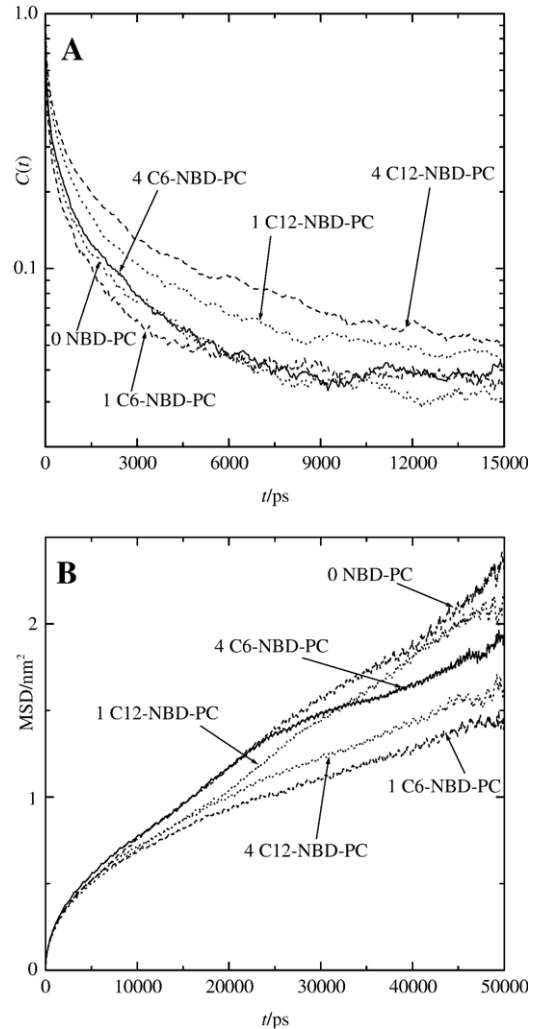 A
1.0
0.1
C(t)
4 C6-NBD-PC
4 C12-NBD-PC
1 C12-NBD-PC
0 NBD-PC
1 C6-NBD-PC
0 3000 6000 9000 12000 15000
t/ps
B
2
1
0
MSD/nm²
0 NBD-PC
4 C6-NBD-PC
1 C12-NBD-PC
1 C6-NBD-PC
4 C12-NBD-PC
0 10000 20000 30000 40000 50000
t/ps